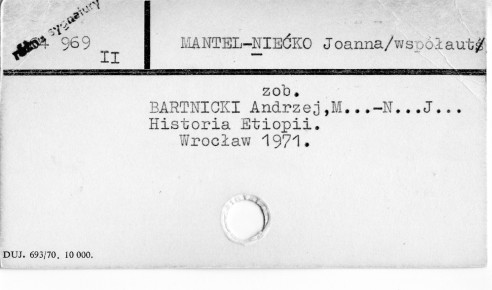 sygnatury
4 969
II
MANTEL-NIEĆKO Joanna/współaut/
zob.
BARTNICKI Andrzej,M...-N...J...
Historia Etiopii.
Wrocław 1971.
DUJ. 693/70. 10 000.